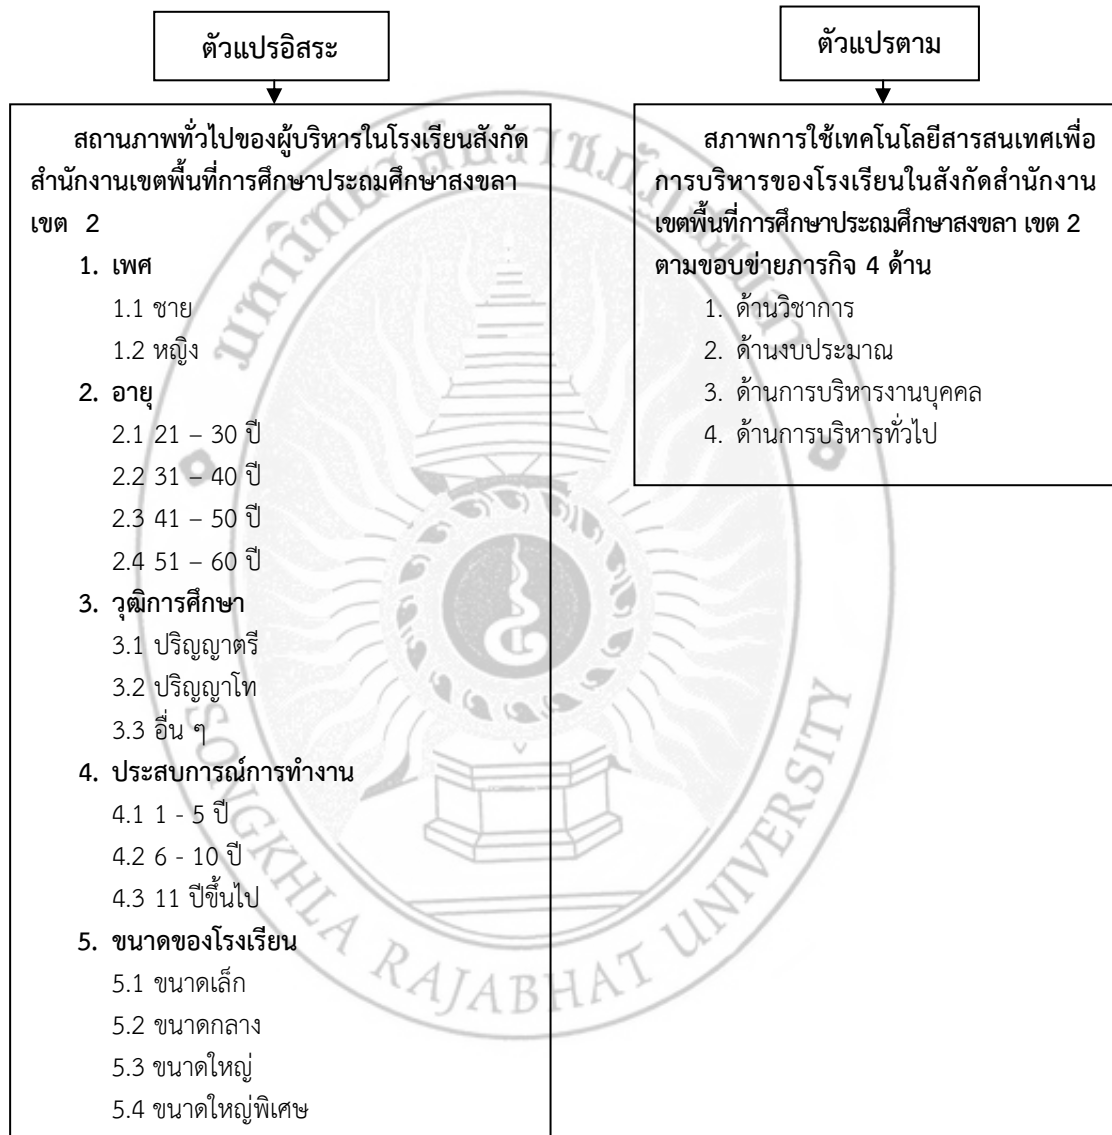 ตัวแปรอิสระ
สถานภาพทั่วไปของผู้บริหารในโรงเรียนสังกัด
สำนักงานเขตพื้นที่การศึกษาประถมศึกษาสงขลา
เขต 2
1. เพศ
1.1 ชาย
1.2 หญิง
2. อายุ
2.1 21 – 30 ปี
2.2 31 – 40 ปี
2.3 41 – 50 ปี
2.4 51 – 60 ปี
3. วุฒิการศึกษา
3.1 ปริญญาตรี
3.2 ปริญญาโท
3.3 อื่น ๆ
4. ประสบการณ์การทำงาน
4.1 1 - 5 ปี
4.2 6 - 10 ปี
4.3 11 ปีขึ้นไป
5. ขนาดของโรงเรียน
5.1 ขนาดเล็ก
5.2 ขนาดกลาง
5.3 ขนาดใหญ่
5.4 ขนาดใหญ่พิเศษ
ตัวแปรตาม
สภาพการใช้เทคโนโลยีสารสนเทศเพื่อ
การบริหารของโรงเรียนในสังกัดสำนักงาน
เขตพื้นที่การศึกษาประถมศึกษาสงขลา เขต 2
ตามขอบข่ายภารกิจ 4 ด้าน
1. ด้านวิชาการ
2. ด้านงบประมาณ
3. ด้านการบริหารงานบุคคล
4. ด้านการบริหารทั่วไป
มหาวิทยาลัยราชภัฏสงขลา
SONGKHLA RAJABHAT UNIVERSITY